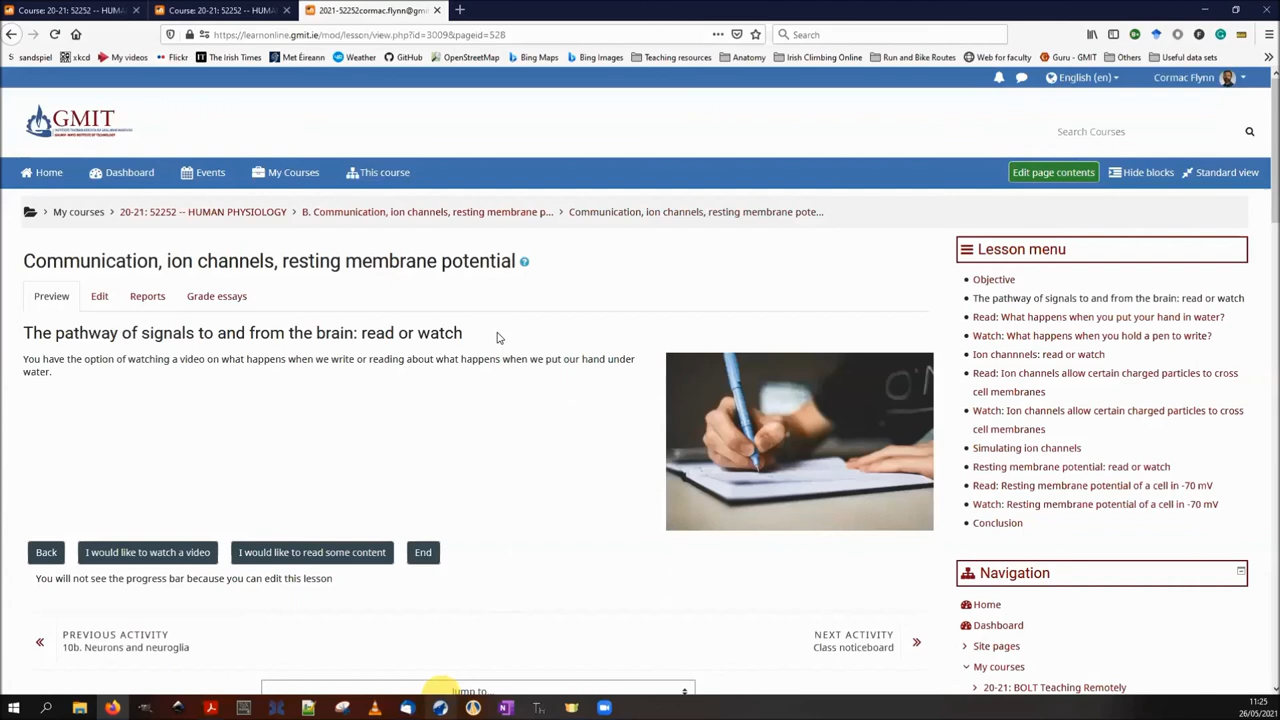 Course: 20-21: 52252 -- HUMA
Course: 20-21: 52252 -- HUMA
2021-52252cormac.flynn@gmi
https://learnonline.gmit.ie/mod/lesson/view.php?id=3009&pageid=528
Search
sandspiel
xkcd
My videos
Flickr
The Irish Times
Met Éireann
Weather
GitHub
OpenStreetMap
Bing Maps
Bing Images
Teaching resources
Anatomy
Irish Climbing Online
Run and Bike Routes
Web for faculty
Guru - GMIT
Others
Useful data sets
English (en)
Cormac Flynn
GMIT
Search Courses
Home
Dashboard
Events
My Courses
This course
Edit page contents
Hide blocks
Standard view
My courses > 20-21: 52252 -- HUMAN PHYSIOLOGY > B. Communication, ion channels, resting membrane p... > Communication, ion channels, resting membrane pote...
Communication, ion channels, resting membrane potential
Preview
Edit
Reports
Grade essays
The pathway of signals to and from the brain: read or watch
You have the option of watching a video on what happens when we write or reading about what happens when we put our hand under
water.
Back
I would like to watch a video
I would like to read some content
End
You will not see the progress bar because you can edit this lesson
PREVIOUS ACTIVITY
10b. Neurons and neuroglia
NEXT ACTIVITY
Class noticeboard
Jump to...
Lesson menu
Objective
The pathway of signals to and from the brain: read or watch
Read: What happens when you put your hand in water?
Watch: What happens when you hold a pen to write?
Ion channnels: read or watch
Read: Ion channels allow certain charged particles to cross
cell membranes
Watch: Ion channels allow certain charged particles to cross
cell membranes
Simulating ion channels
Resting membrane potential: read or watch
Read: Resting membrane potential of a cell in -70 mV
Watch: Resting membrane potential of a cell in -70 mV
Conclusion
Navigation
Home
Dashboard
Site pages
My courses
20-21: BOLT Teaching Remotely
11:25
26/05/2021